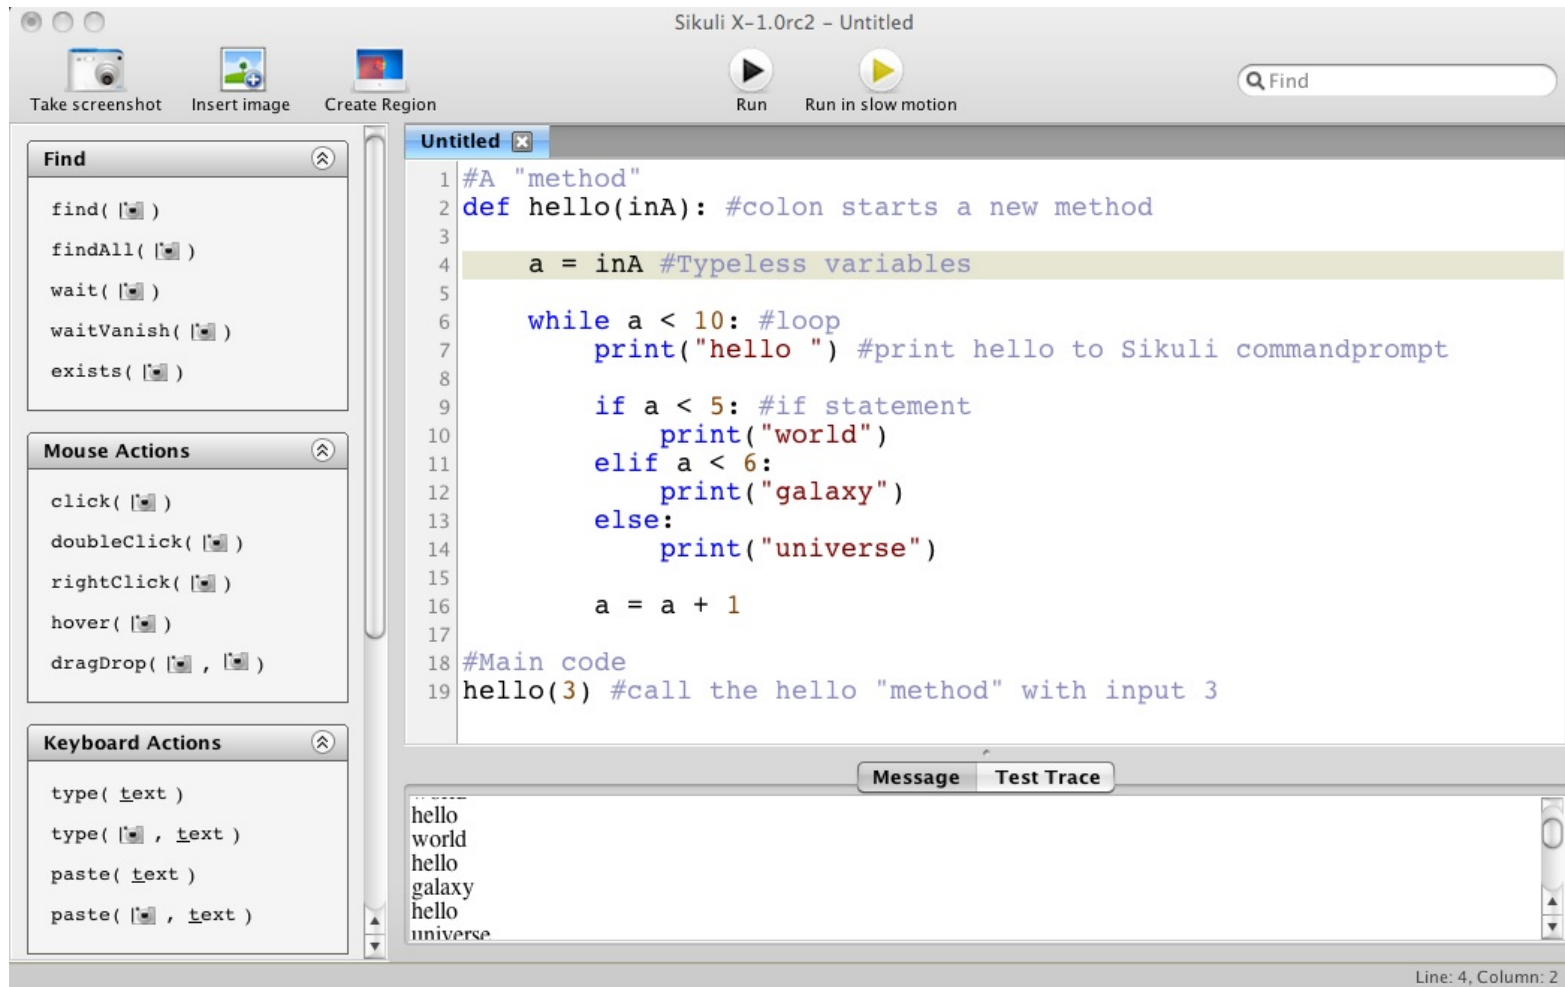 Sikuli X-1.0rc2 - Untitled
Take screenshot Insert image Create Region Run Run in slow motion Find
Find
find( )
findAll( )
wait( )
waitVanish( )
exists( )
Mouse Actions
click( )
doubleClick( )
rightClick( )
hover( )
dragDrop( , )
Keyboard Actions
type( text )
type( , text )
paste( text )
paste( , text )
Untitled
1 #A "method"
2 def hello(inA): #colon starts a new method
3
4 a = inA #Typeless variables
5
6 while a < 10: #loop
7 print("hello ") #print hello to Sikuli commandprompt
8
9 if a < 5: #if statement
10 print("world")
11 elif a < 6:
12 print("galaxy")
13 else:
14 print("universe")
15
16 a = a + 1
17
18 #Main code
19 hello(3) #call the hello "method" with input 3
Message Test Trace
hello
world
hello
galaxy
hello
universe
Line: 4, Column: 2